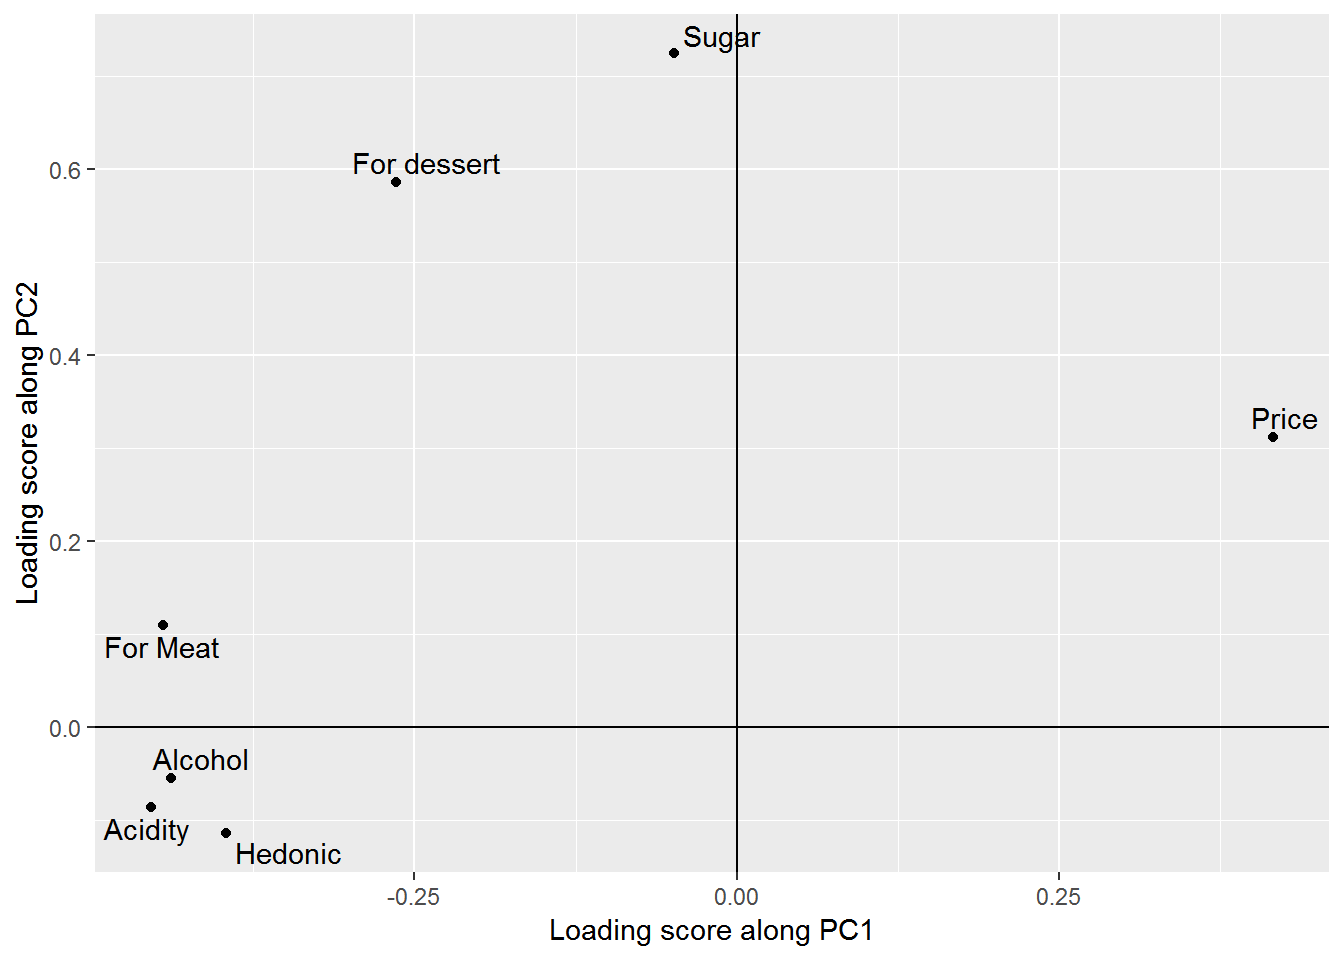 Sugar
For dessert
Price
For Meat
Alcohol
Acidity
Hedonic
0.6
0.4
0.2
0.0
-0.25
0.00
0.25
Loading score along PC1
Loading score along PC2